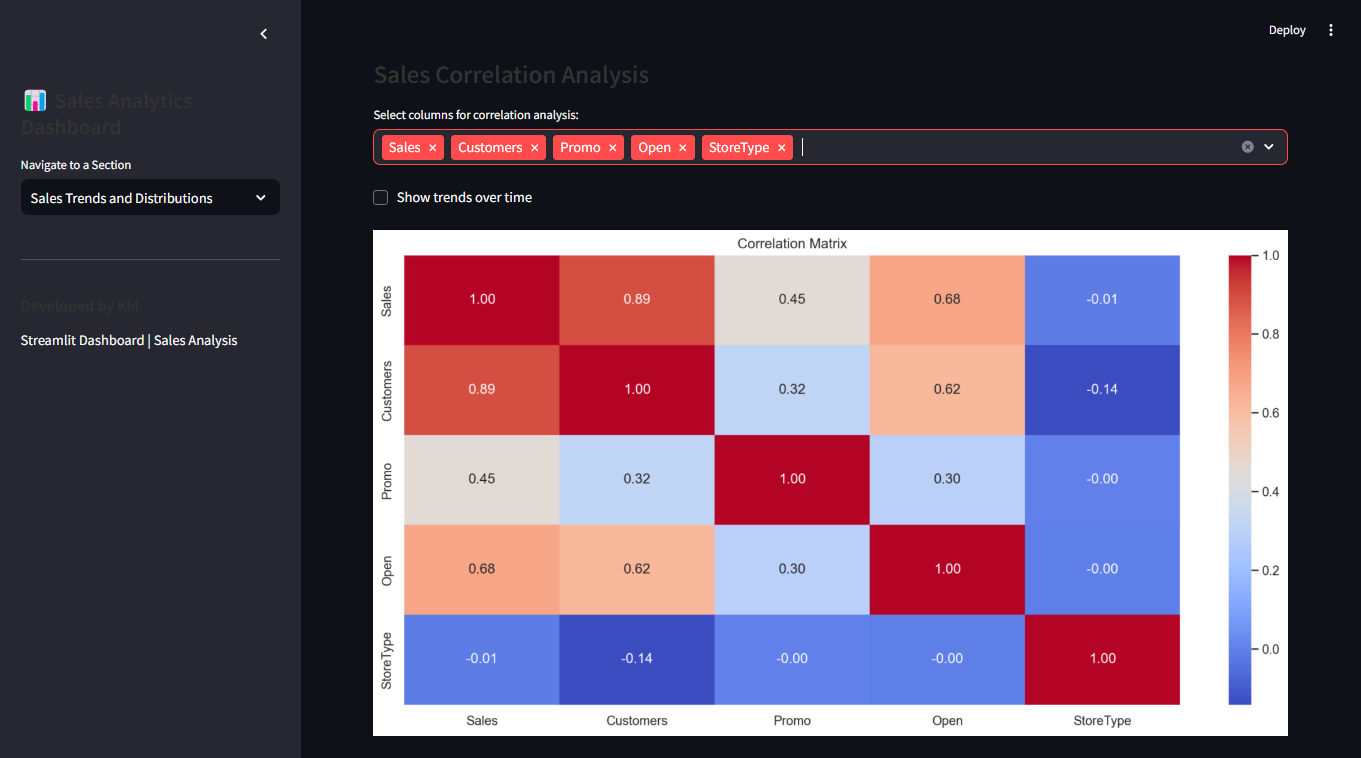 Deploy
📊 Sales Analytics
Dashboard
Navigate to a Section
Sales Trends and Distributions
Developed by KM
Streamlit Dashboard | Sales Analysis
Sales Correlation Analysis
Select columns for correlation analysis:
Sales Customers Promo Open StoreType
Show trends over time
Correlation Matrix
Sales 1.00 0.89 0.45 0.68 -0.01
Customers 0.89 1.00 0.32 0.62 -0.14
Promo 0.45 0.32 1.00 0.30 -0.00
Open 0.68 0.62 0.30 1.00 -0.00
StoreType -0.01 -0.14 -0.00 -0.00 1.00
Sales Customers Promo Open StoreType
1.0
0.8
0.6
0.4
0.2
0.0